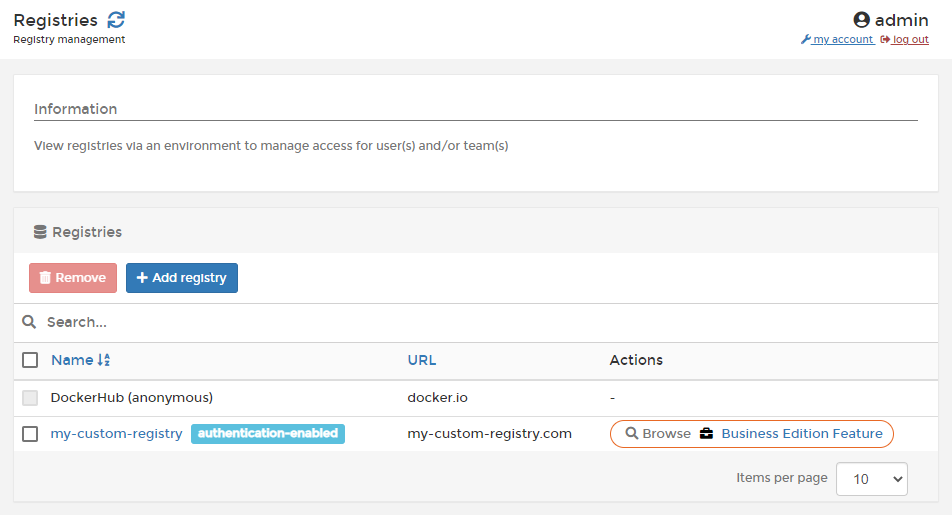 Registries
admin
Registry management
my account log out
Information
View registries via an environment to manage access for user(s) and/or team(s)
Registries
Remove
Add registry
Search...
Name URL Actions
DockerHub (anonymous) docker.io -
my-custom-registry authentication-enabled my-custom-registry.com Browse Business Edition Feature
Items per page 10